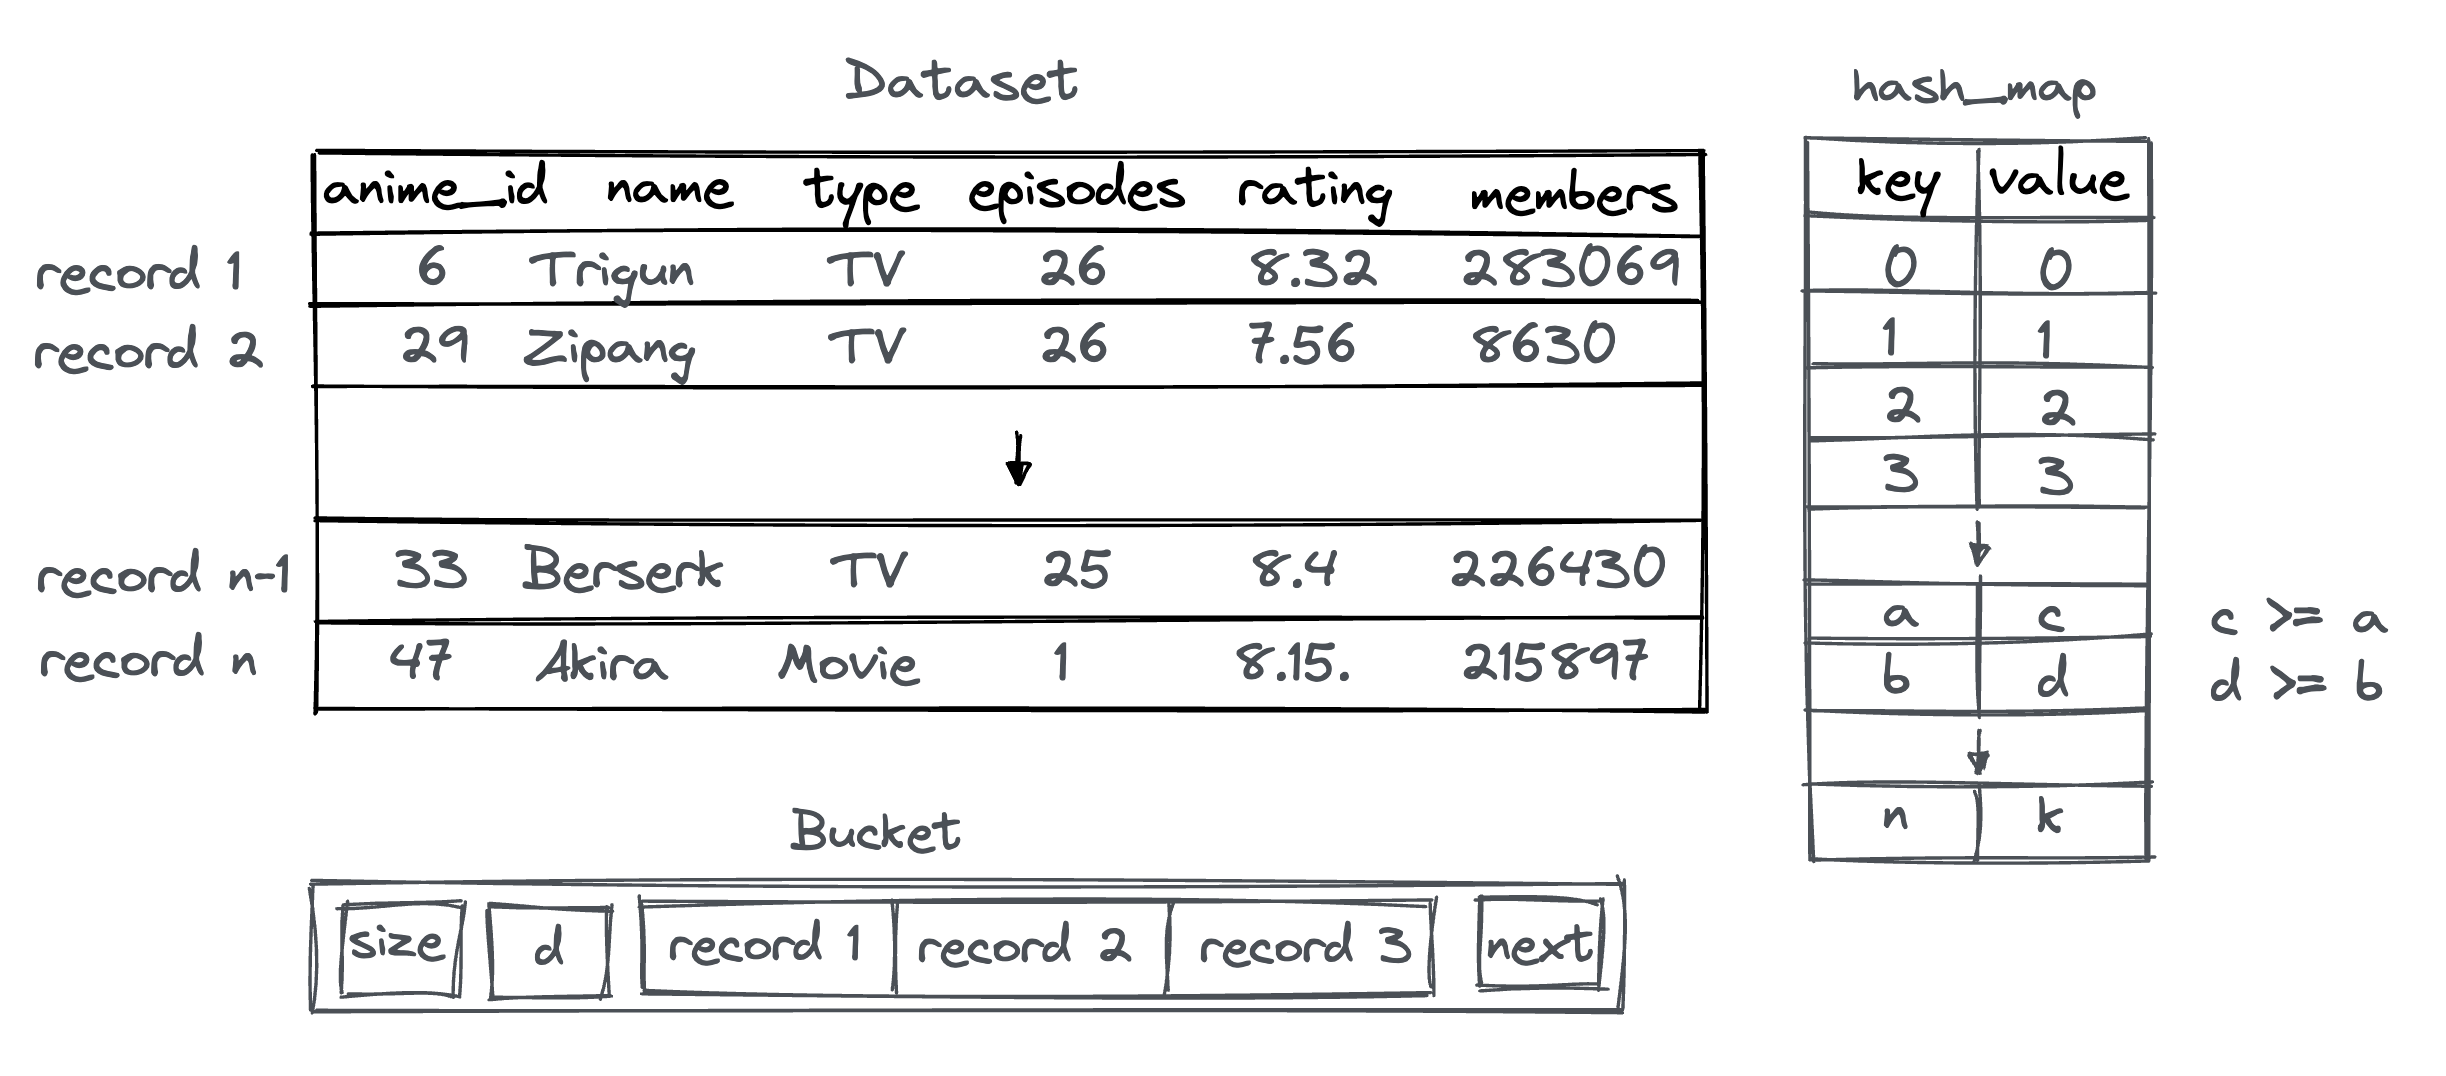 Dataset
anime_id name type episodes rating members
record 1 6 Trigun TV 26 8.32 283069
record 2 29 Zipang TV 26 7.56 8630
record n-1 33 Berserk TV 25 8.4 226430
record n 47 Akira Movie 1 8.15. 215897
hash_map
key value
0 0
1 1
2 2
3 3
a c c >= a
b d d >= b
n k
Bucket
size d record 1 record 2 record 3 next